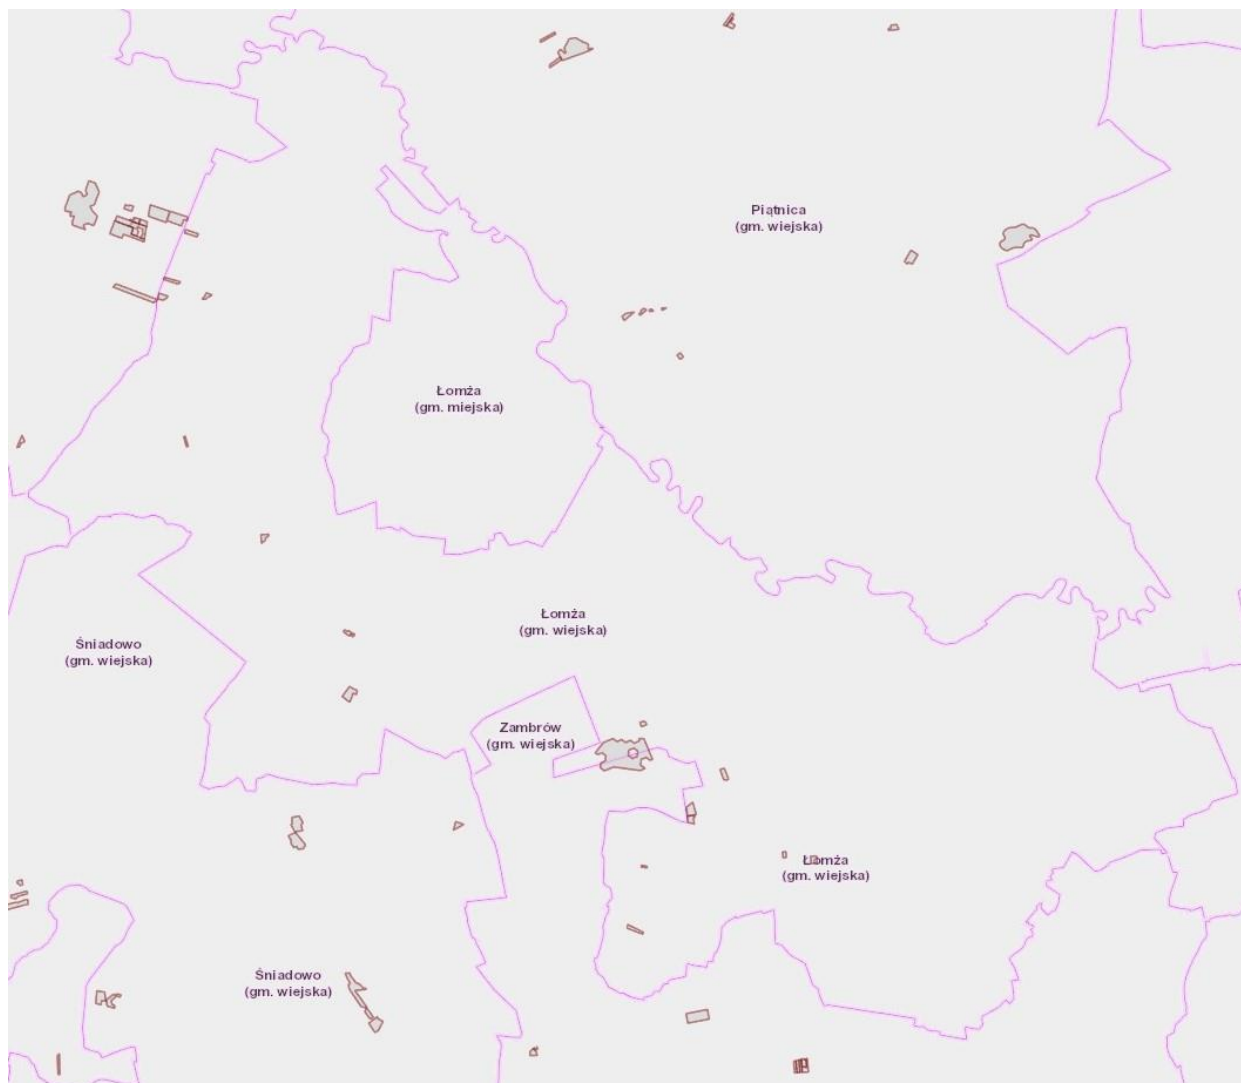 Piątnica
(gm. wiejska)
Łomża
(gm. miejska)
Łomża
(gm. wiejska)
Śniadowo
(gm. wiejska)
Zambrów
(gm. wiejska)
Łomża
(gm. wiejska)
Śniadowo
(gm. wiejska)